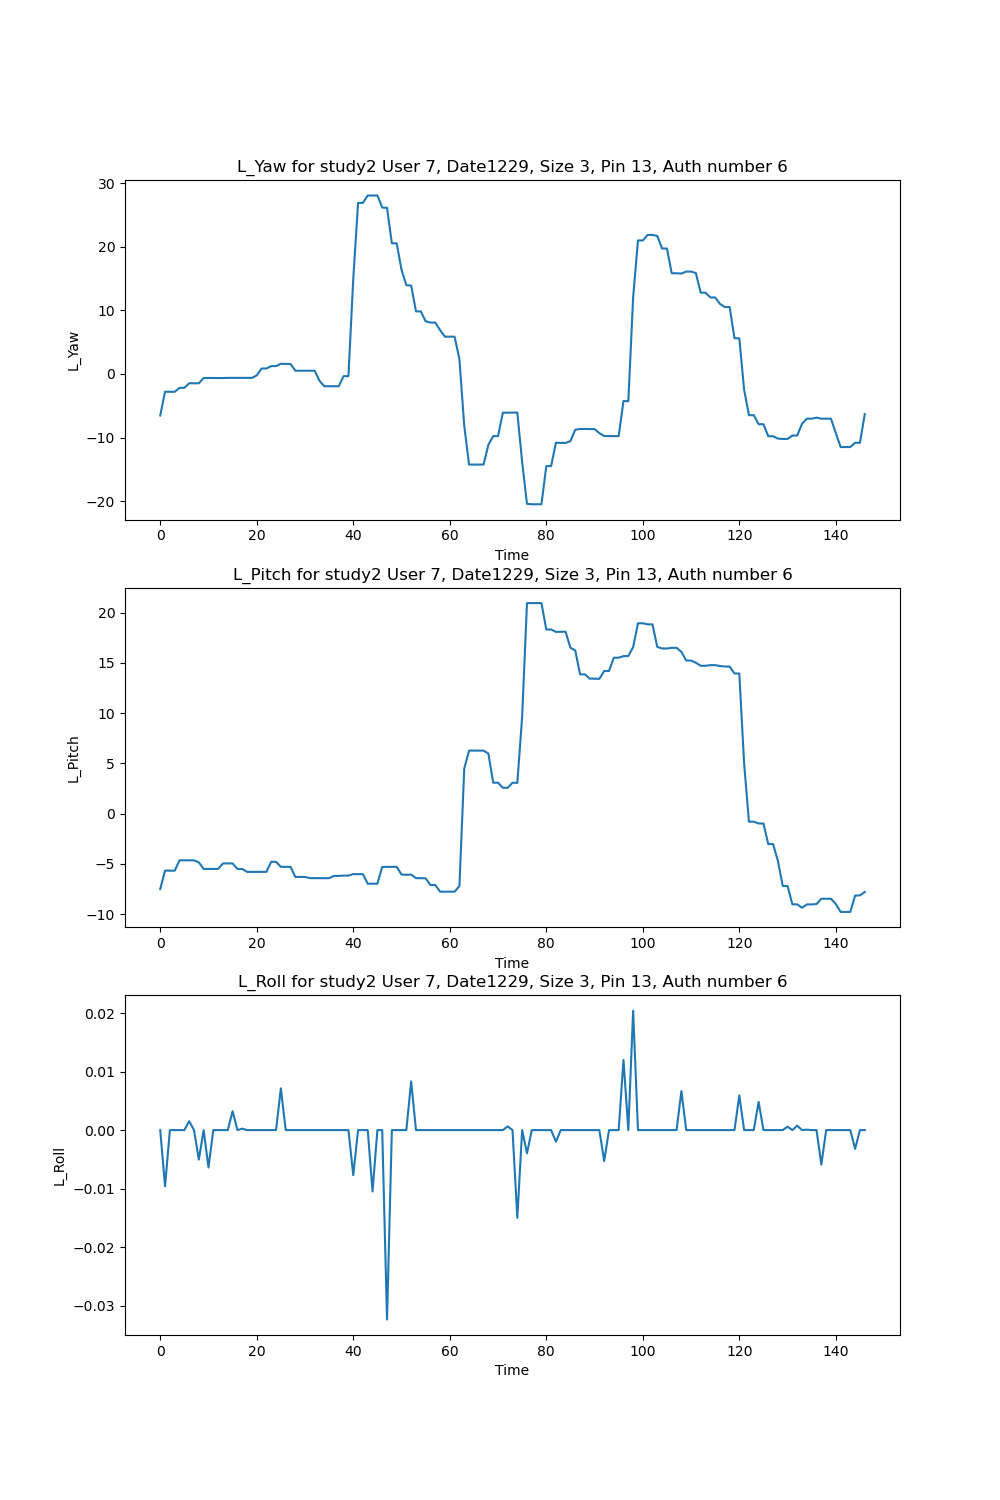 L_Yaw for study2 User 7, Date1229, Size 3, Pin 13, Auth number 6
30
20
10
0
−10
−20
L_Yaw
0 20 40 60 80 100 120 140
Time
L_Pitch for study2 User 7, Date1229, Size 3, Pin 13, Auth number 6
20
15
10
5
0
−5
−10
L_Pitch
0 20 40 60 80 100 120 140
Time
L_Roll for study2 User 7, Date1229, Size 3, Pin 13, Auth number 6
0.02
0.01
0.00
−0.01
−0.02
−0.03
L_Roll
0 20 40 60 80 100 120 140
Time